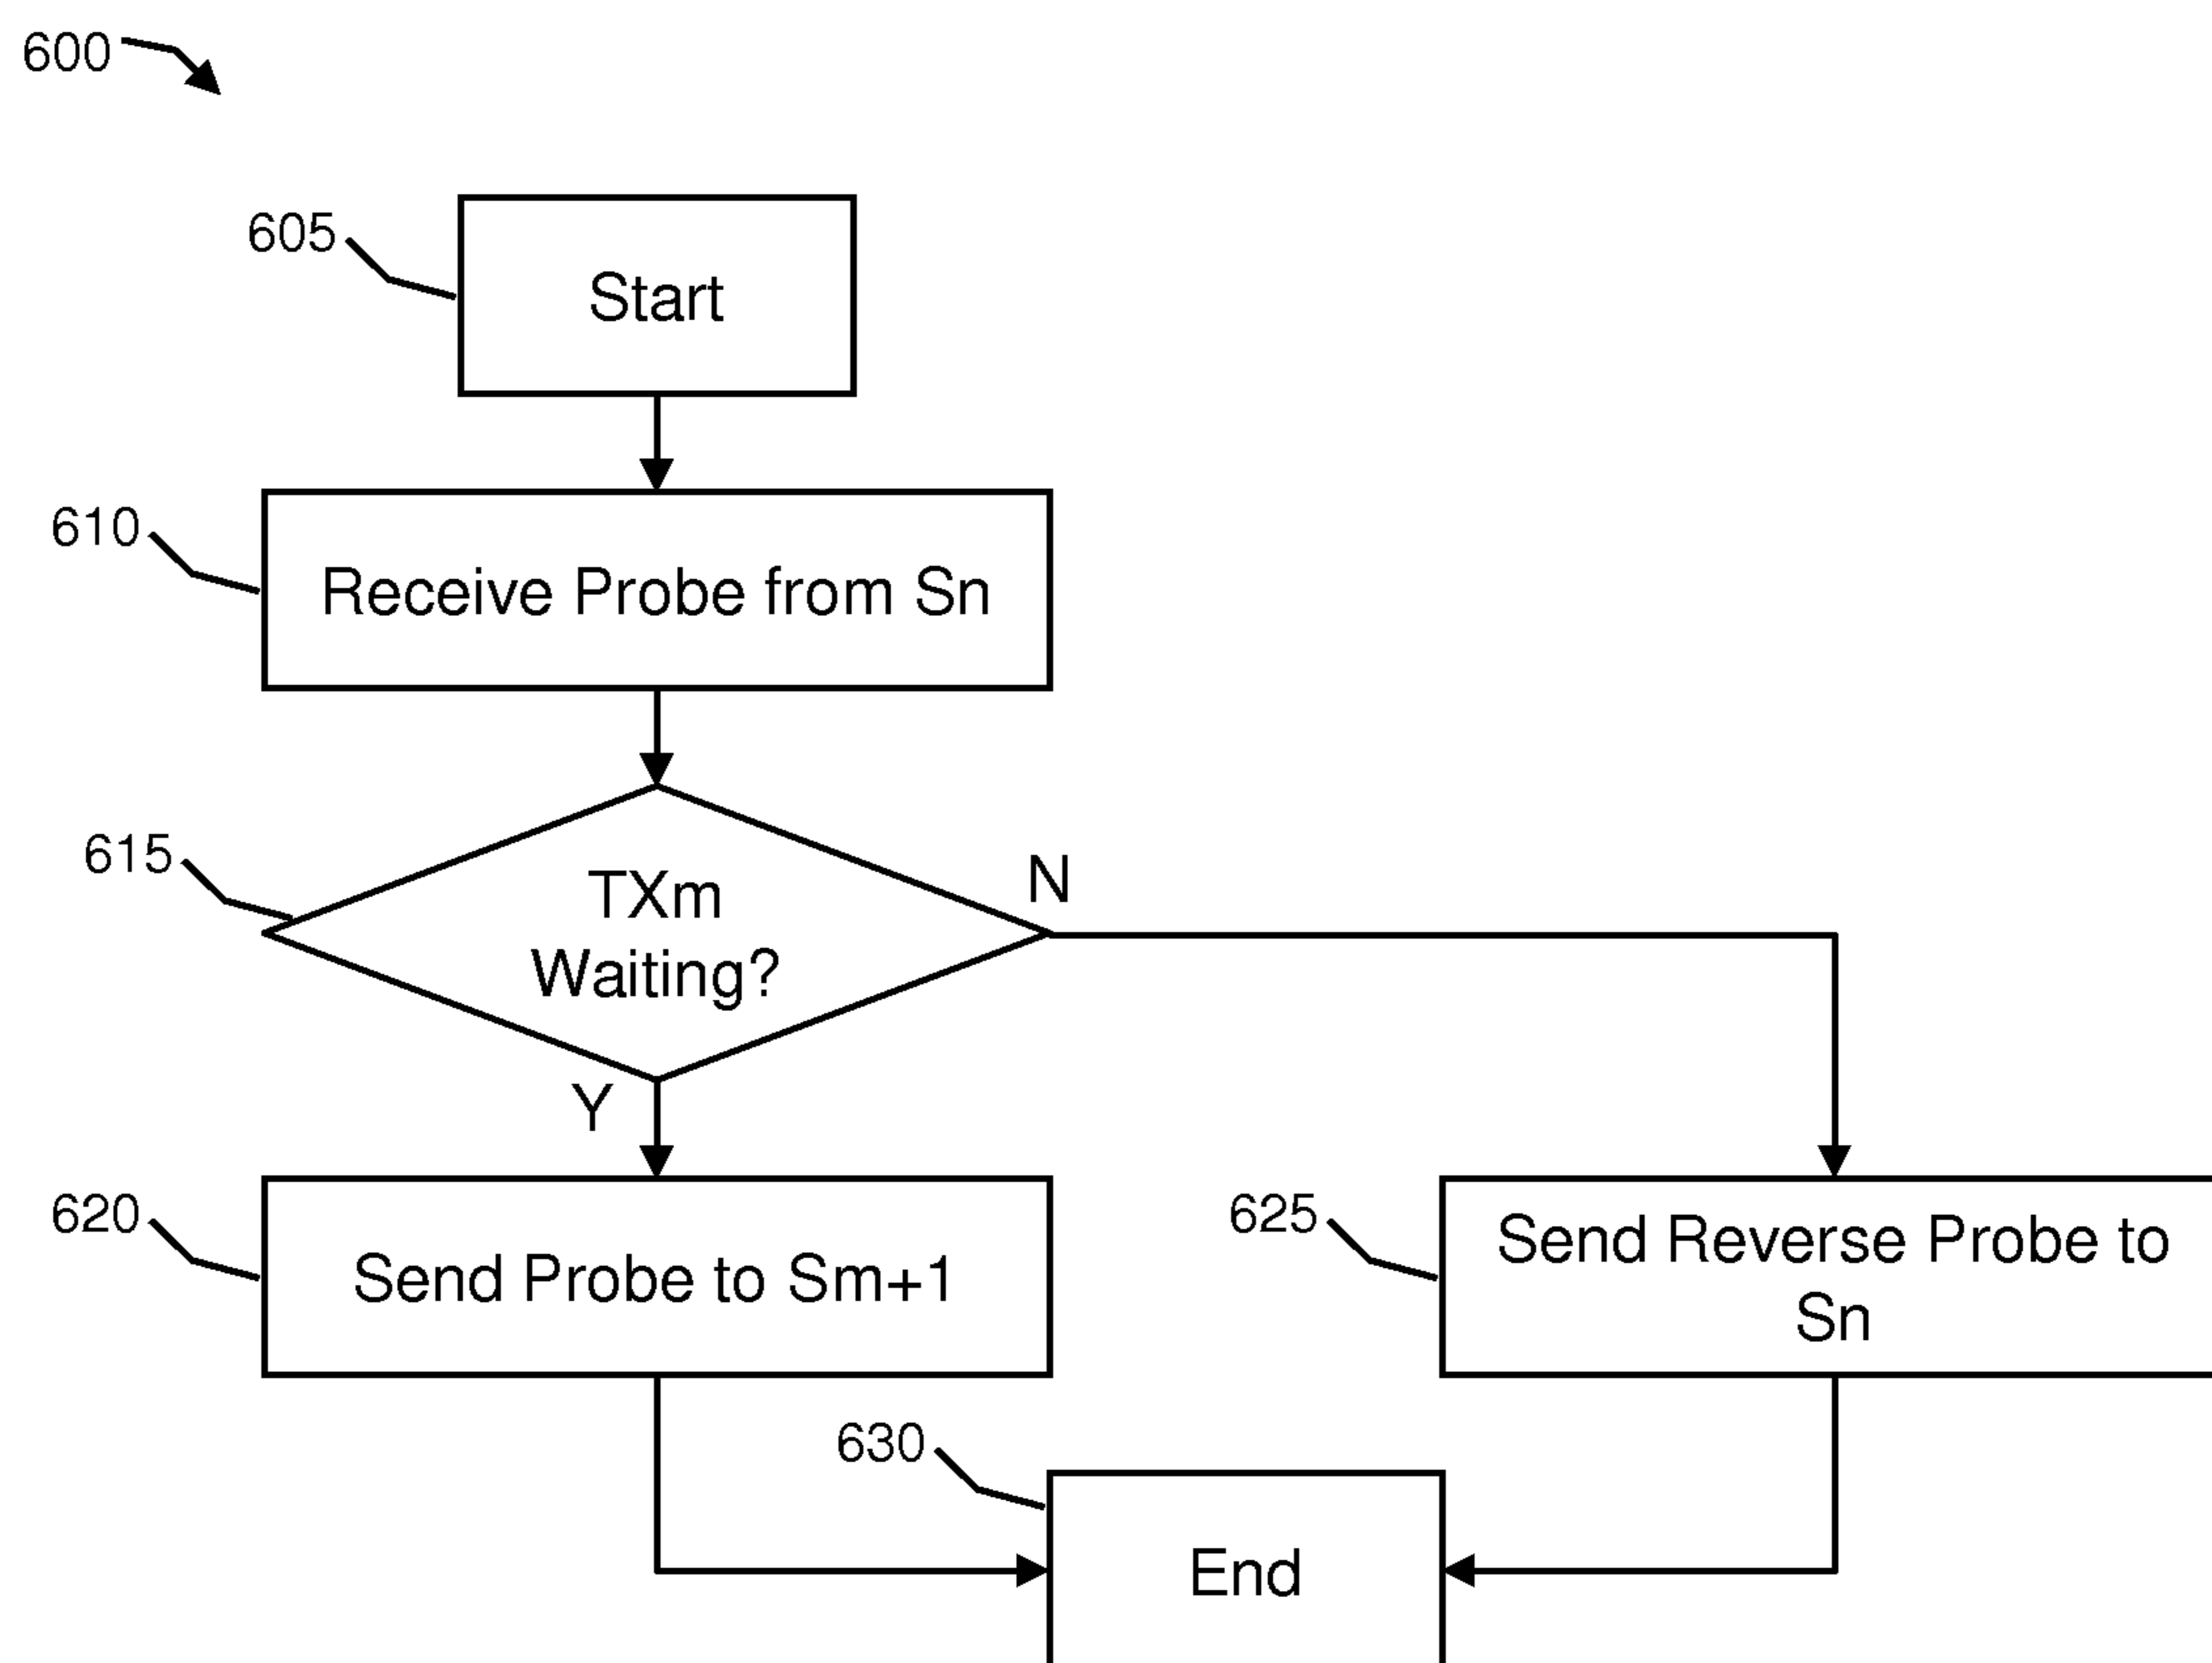 600
605
Start
610
Receive Probe from Sn
615
TXm
Waiting?
N
Y
620
Send Probe to Sm+1
625
Send Reverse Probe to
Sn
630
End